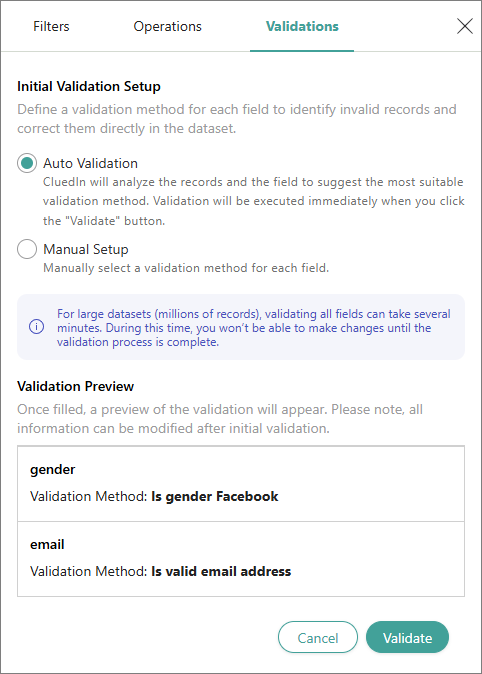 Filters Operations Validations
Initial Validation Setup
Define a validation method for each field to identify invalid records and
correct them directly in the dataset.
Auto Validation
CluedIn will analyze the records and the field to suggest the most suitable
validation method. Validation will be executed immediately when you click
the "Validate" button.
Manual Setup
Manually select a validation method for each field.
For large datasets (millions of records), validating all fields can take several
minutes. During this time, you won’t be able to make changes until the
validation process is complete.
Validation Preview
Once filled, a preview of the validation will appear. Please note, all
information can be modified after initial validation.
gender
Validation Method: Is gender Facebook
email
Validation Method: Is valid email address
Cancel Validate